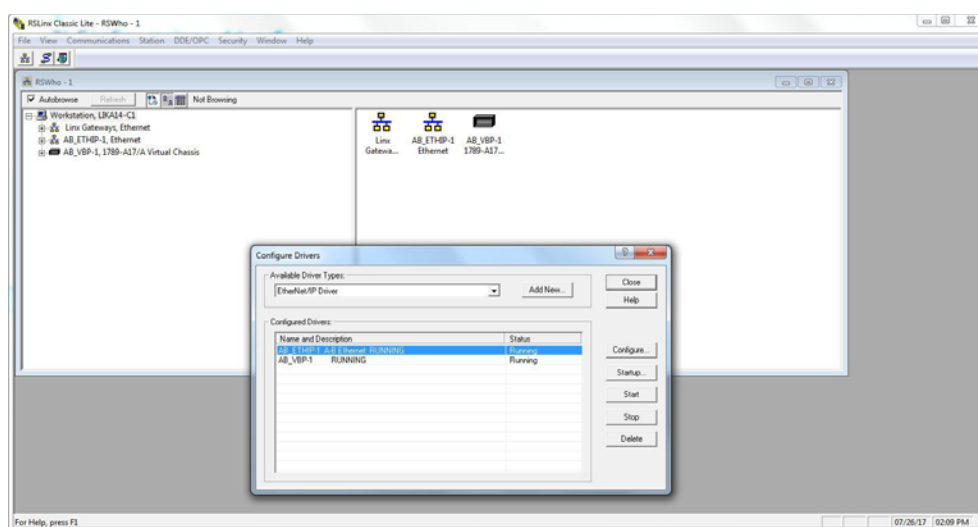 RSLinx Classic Lite - RSWho - 1
File View Communications Station DDE/OPC Security Window Help
RSWho - 1
Autobrowse Refresh Not Browsing
Workstation, LIKA14-C1
Linx Gateways, Ethernet
AB_ETHIP-1, Ethernet
AB_VBP-1, 1789-A17/A Virtual Chassis
Linx Gatewa...
AB_ETHIP-1 Ethernet
AB_VBP-1 1789-A17...
Configure Drivers
Available Driver Types:
EtherNet/IP Driver
Add New...
Close
Help
Configured Drivers:
Name and Description Status
AB_ETHIP-1 A-B Ethernet RUNNING Running
AB_VBP-1 RUNNING Running
Configure...
Startup...
Start
Stop
Delete
For Help, press F1
07/26/17 02:09 PM